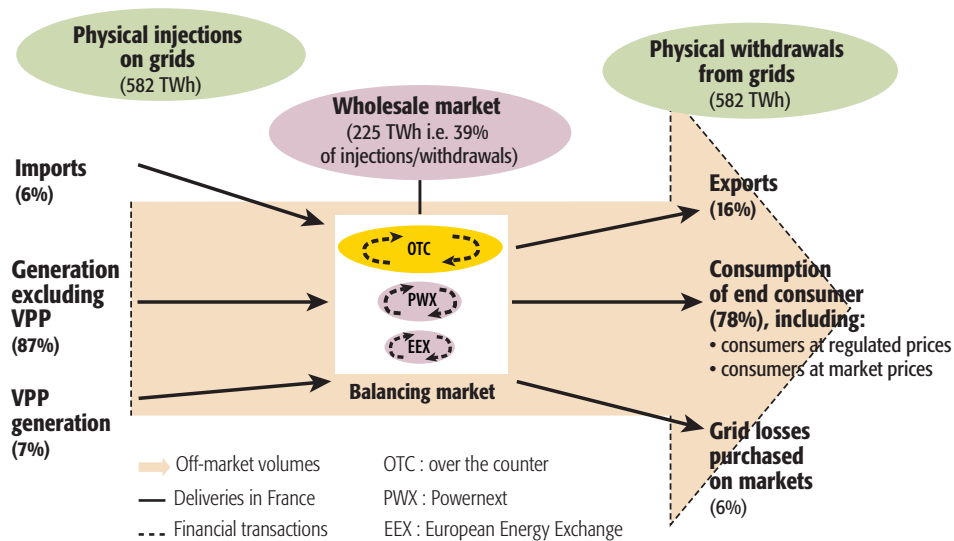 Physical injections
on grids
(582 TWh)
Physical withdrawals
from grids
(582 TWh)
Wholesale market
(225 TWh i.e. 39%
of injections/withdrawals)
Imports
(6%)
Generation
excluding
VPP
(87%)
VPP
generation
(7%)
OTC
PWX
EEX
Balancing market
Exports
(16%)
Consumption
of end consumer
(78%), including:
• consumers at regulated prices
• consumers at market prices
Grid losses
purchased
on markets
(6%)
Off-market volumes
Deliveries in France
Financial transactions
OTC : over the counter
PWX : Powernext
EEX : European Energy Exchange